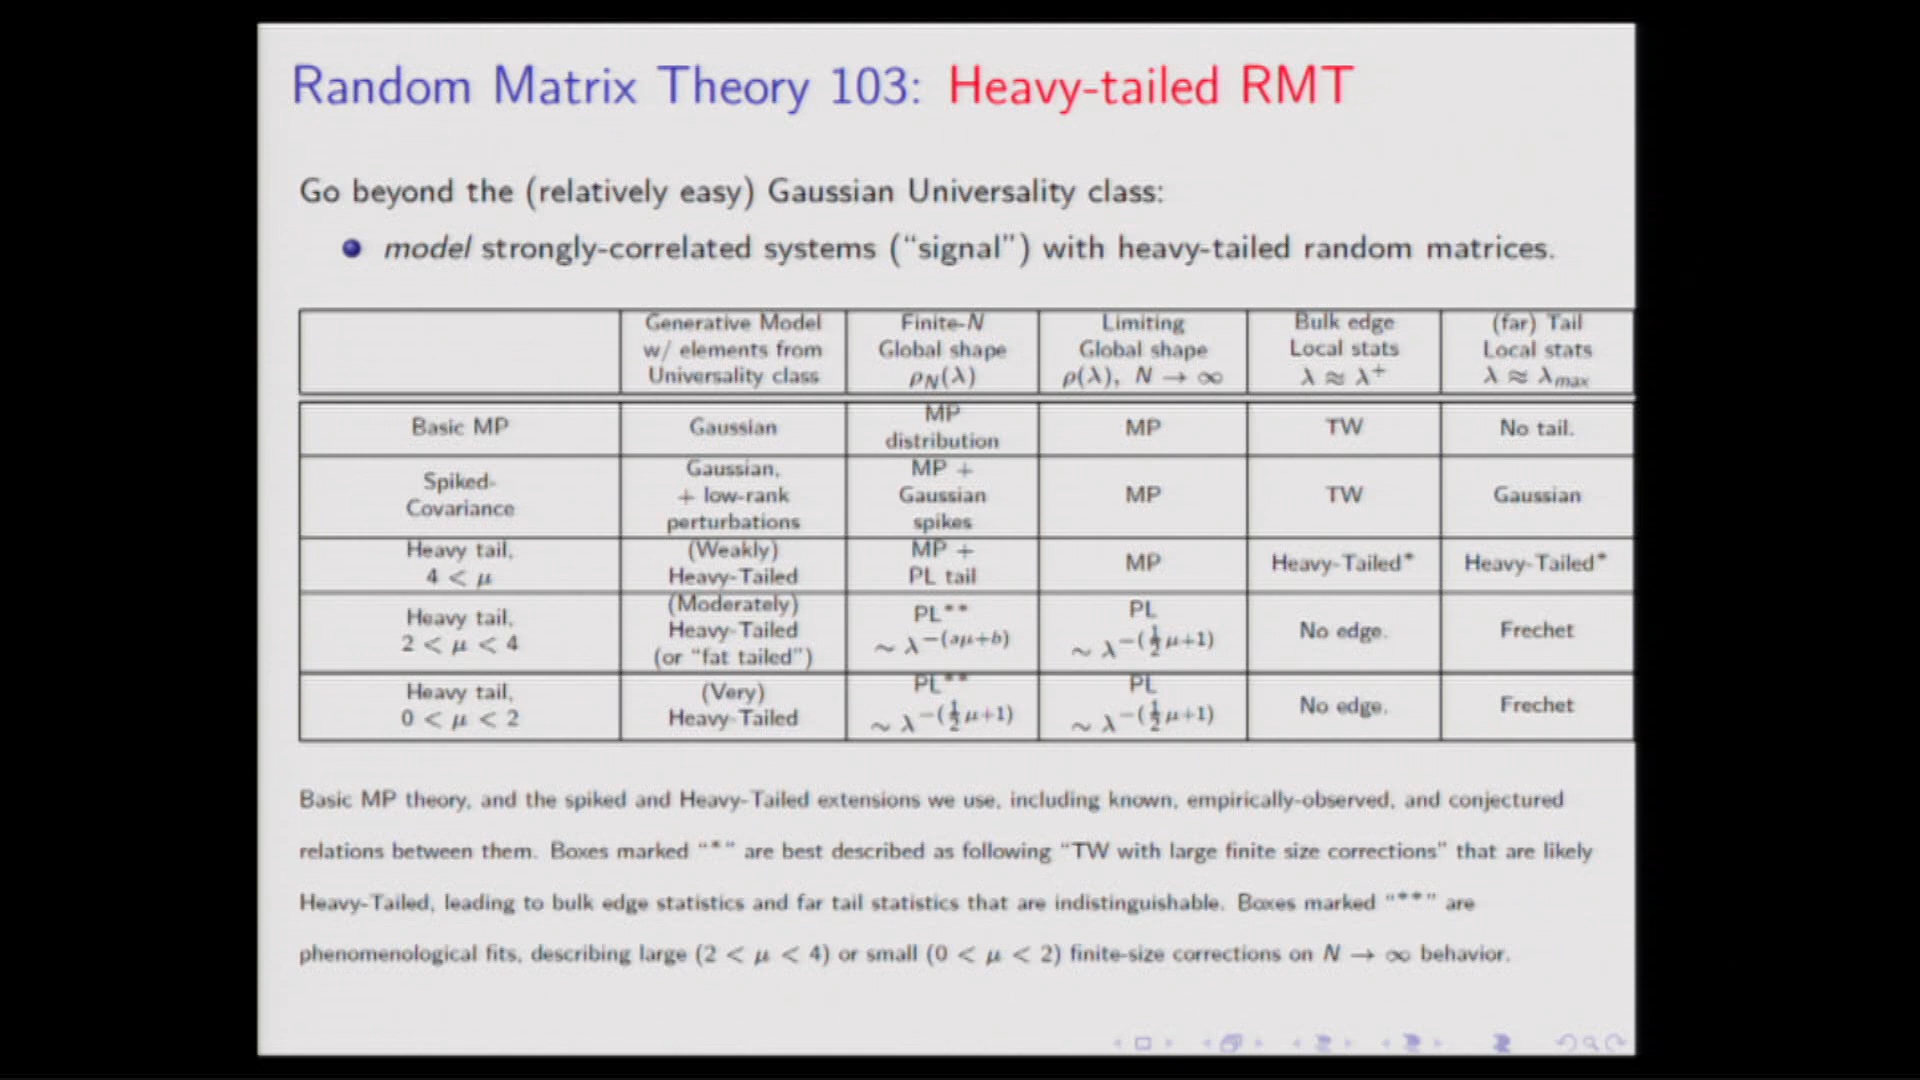 Random Matrix Theory 103: Heavy-tailed RMT
Go beyond the (relatively easy) Gaussian Universality class:
model strongly-correlated systems (“signal”) with heavy-tailed random matrices.
Generative Model w/ elements from Universality class
Finite-N Global shape ρN(λ)
Limiting Global shape ρ(λ), N → ∞
Bulk edge Local stats λ ≈ λ⁺
(far) Tail Local stats λ ≈ λmax
Basic MP
Gaussian
MP distribution
MP
TW
No tail.
Spiked-Covariance
Gaussian, + low-rank perturbations
MP + Gaussian spikes
MP
TW
Gaussian
Heavy tail, 4 < μ
(Weakly) Heavy-Tailed
MP + PL tail
MP
Heavy-Tailed*
Heavy-Tailed*
Heavy tail, 2 < μ < 4
(Moderately) Heavy-Tailed (or “fat tailed”)
PL** ∼ λ^−(aμ+b)
PL ∼ λ^−(½μ+1)
No edge.
Frechet
Heavy tail, 0 < μ < 2
(Very) Heavy-Tailed
PL** ∼ λ^−(½μ+1)
PL ∼ λ^−(½μ+1)
No edge.
Frechet
Basic MP theory, and the spiked and Heavy-Tailed extensions we use, including known, empirically-observed, and conjectured
relations between them. Boxes marked “*” are best described as following “TW with large finite size corrections” that are likely
Heavy-Tailed, leading to bulk edge statistics and far tail statistics that are indistinguishable. Boxes marked “**” are
phenomenological fits, describing large (2 < μ < 4) or small (0 < μ < 2) finite-size corrections on N → ∞ behavior.